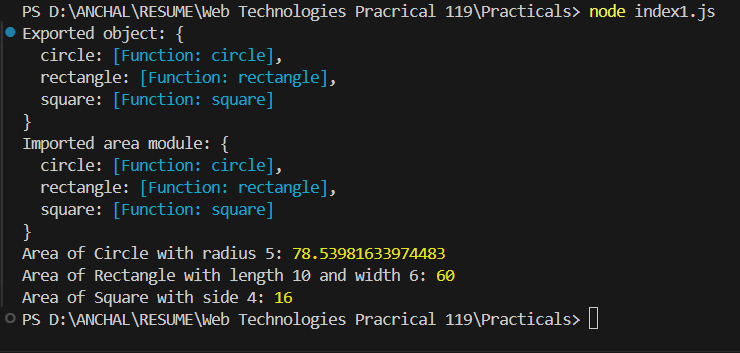 PS D:\ANCHAL\RESUME\Web Technologies Pracrical 119\Practicals> node index1.js
Exported object: {
  circle: [Function: circle],
  rectangle: [Function: rectangle],
  square: [Function: square]
}
Imported area module: {
  circle: [Function: circle],
  rectangle: [Function: rectangle],
  square: [Function: square]
}
Area of Circle with radius 5: 78.53981633974483
Area of Rectangle with length 10 and width 6: 60
Area of Square with side 4: 16
PS D:\ANCHAL\RESUME\Web Technologies Pracrical 119\Practicals>